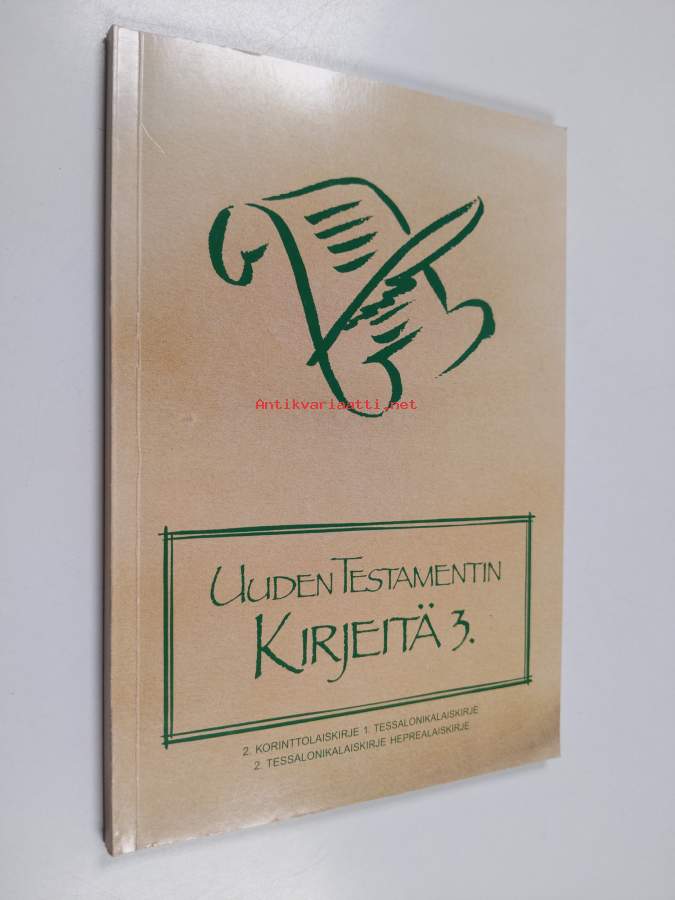 Antikvariaatti.net
UUDEN TESTAMENTIN
KIRJEITÄ 3.
2. KORINTTOLAISKIRJE 1. TESSALONIKALAISKIRJE
2. TESSALONIKALAISKIRJE HEPREALAISKIRJE